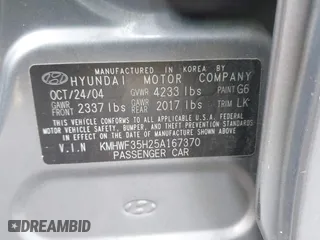 MANUFACTURED IN KOREA BY
HYUNDAI MOTOR COMPANY
OCT/24/04 GVWR 4233 lbs PAINT G6
GAWR FRONT 2337 lbs GAWR REAR 2017 lbs TRIM LK
THIS VEHICLE CONFORMS TO ALL APPLICABLE
FEDERAL MOTOR VEHICLE SAFETY, BUMPER, AND
THEFT PREVENTION STANDARDS IN EFFECT ON THE
DATE OF MANUFACTURE SHOWN ABOVE.
V.I.N KMHWF35H25A167370
PASSENGER CAR
DREAMBID